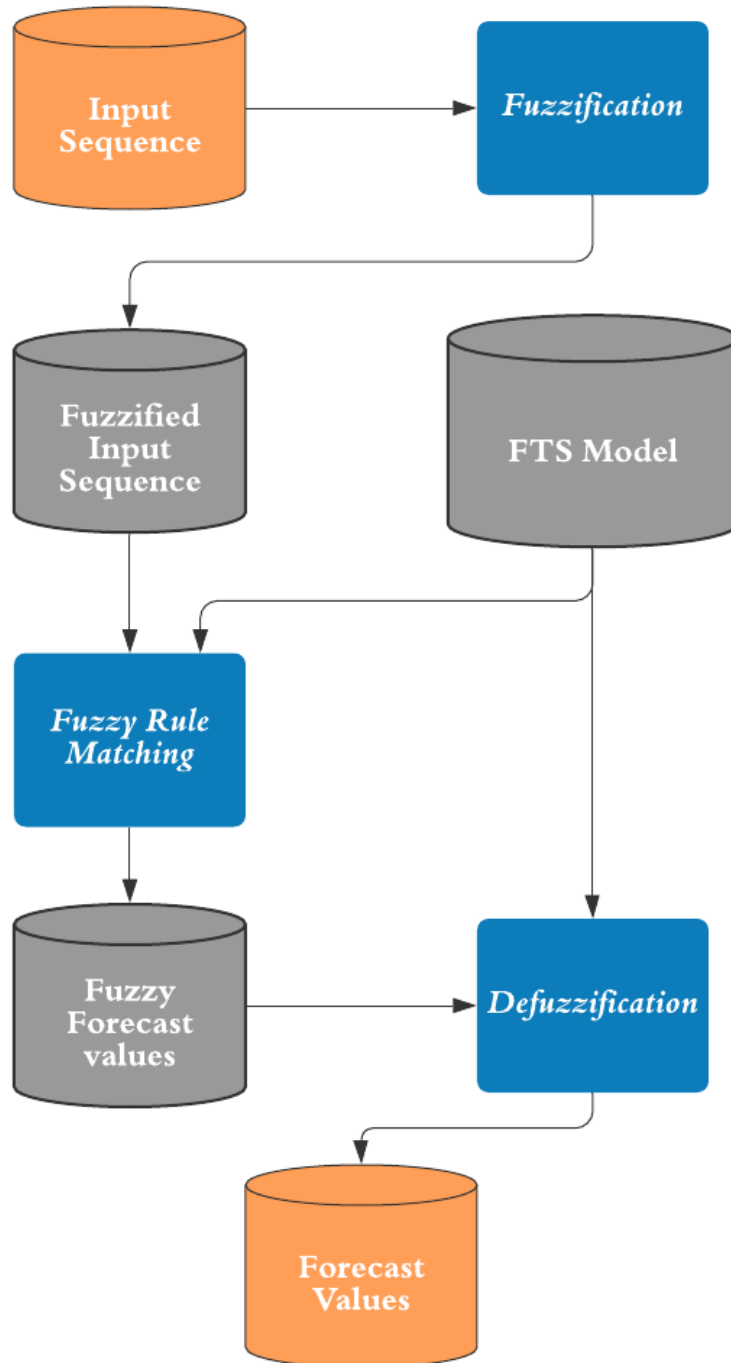 Input
Sequence
Fuzzification
Fuzzified
Input
Sequence
FTS Model
Fuzzy Rule
Matching
Fuzzy
Forecast
values
Defuzzification
Forecast
Values